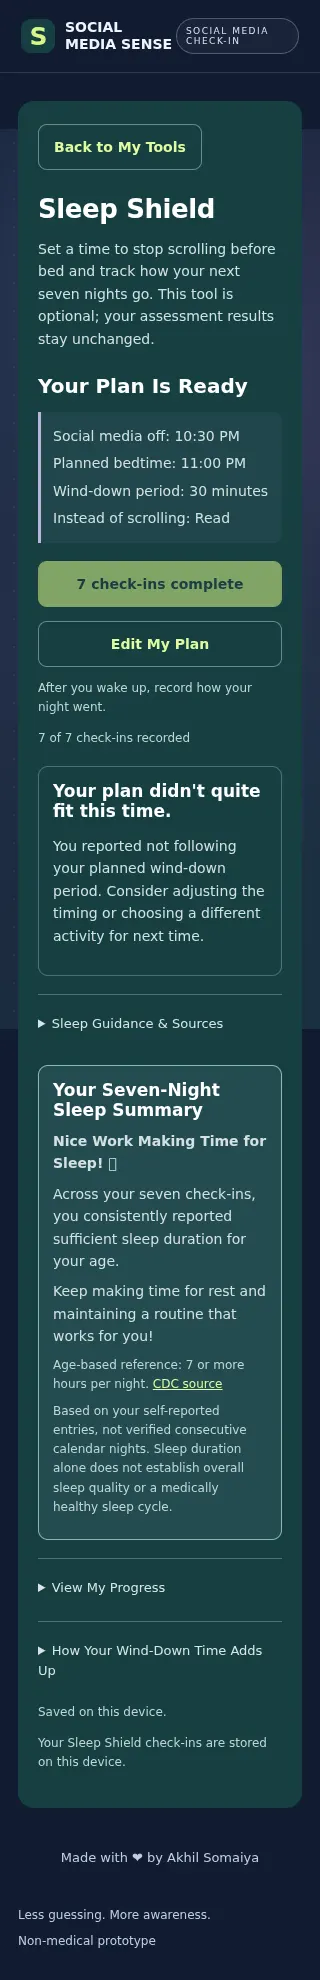 S
SOCIAL
MEDIA SENSE
SOCIAL MEDIA
CHECK-IN
Back to My Tools
Sleep Shield
Set a time to stop scrolling before
bed and track how your next
seven nights go. This tool is
optional; your assessment results
stay unchanged.
Your Plan Is Ready
Social media off: 10:30 PM
Planned bedtime: 11:00 PM
Wind-down period: 30 minutes
Instead of scrolling: Read
7 check-ins complete
Edit My Plan
After you wake up, record how your
night went.
7 of 7 check-ins recorded
Your plan didn't quite
fit this time.
You reported not following
your planned wind-down
period. Consider adjusting the
timing or choosing a different
activity for next time.
▶ Sleep Guidance & Sources
Your Seven-Night
Sleep Summary
Nice Work Making Time for
Sleep!
Across your seven check-ins,
you consistently reported
sufficient sleep duration for
your age.
Keep making time for rest and
maintaining a routine that
works for you!
Age-based reference: 7 or more
hours per night. CDC source
Based on your self-reported
entries, not verified consecutive
calendar nights. Sleep duration
alone does not establish overall
sleep quality or a medically
healthy sleep cycle.
▶ View My Progress
▶ How Your Wind-Down Time Adds
Up
Saved on this device.
Your Sleep Shield check-ins are stored
on this device.
Made with ❤ by Akhil Somaiya
Less guessing. More awareness.
Non-medical prototype